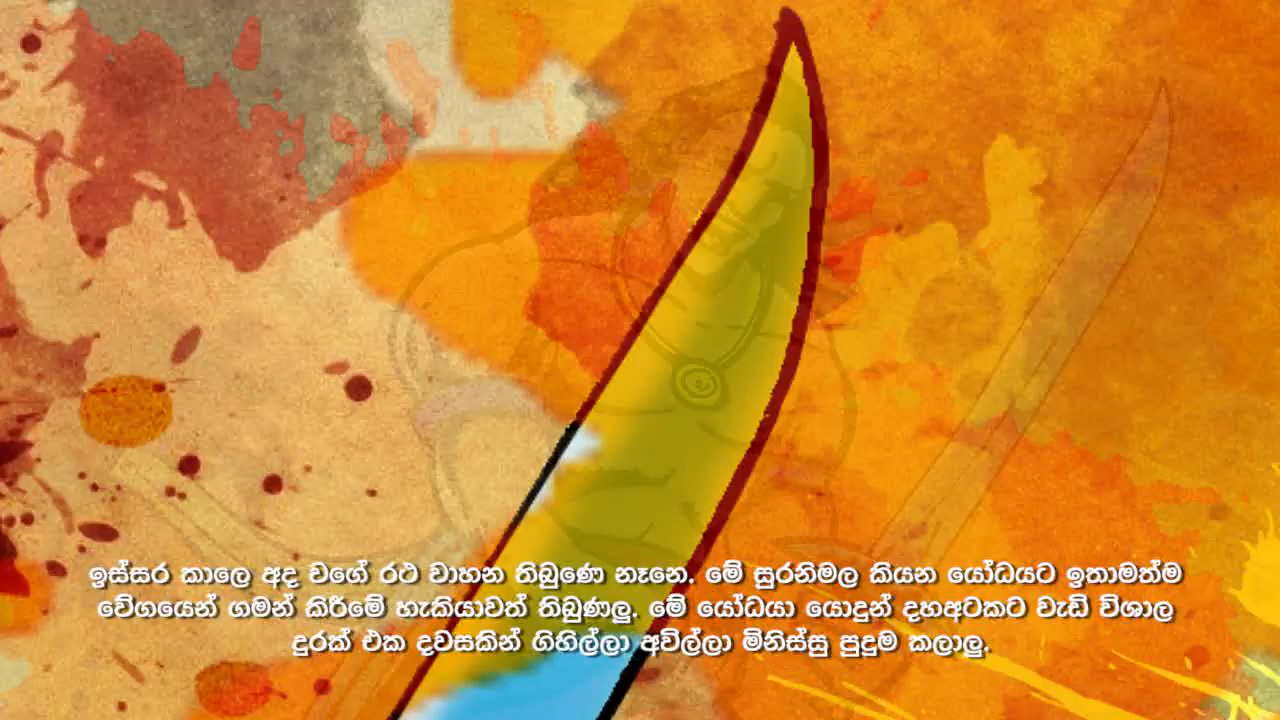 ඉස්සර කාලෙ අද වගේ රථ වාහන තිබුණෙ නෑනෙ. මේ සුරනිමල කියන යෝධයට ඉතාමත්ම
වේගයෙන් ගමන් කිරීමේ හැකියාවත් තිබුණලු. මේ යෝධයා යොදුන් දහඅටකට වැඩි විශාල
දුරක් එක දවසකින් ගිහිල්ලා අවිල්ලා මිනිස්සු පුදුම කලාලු.